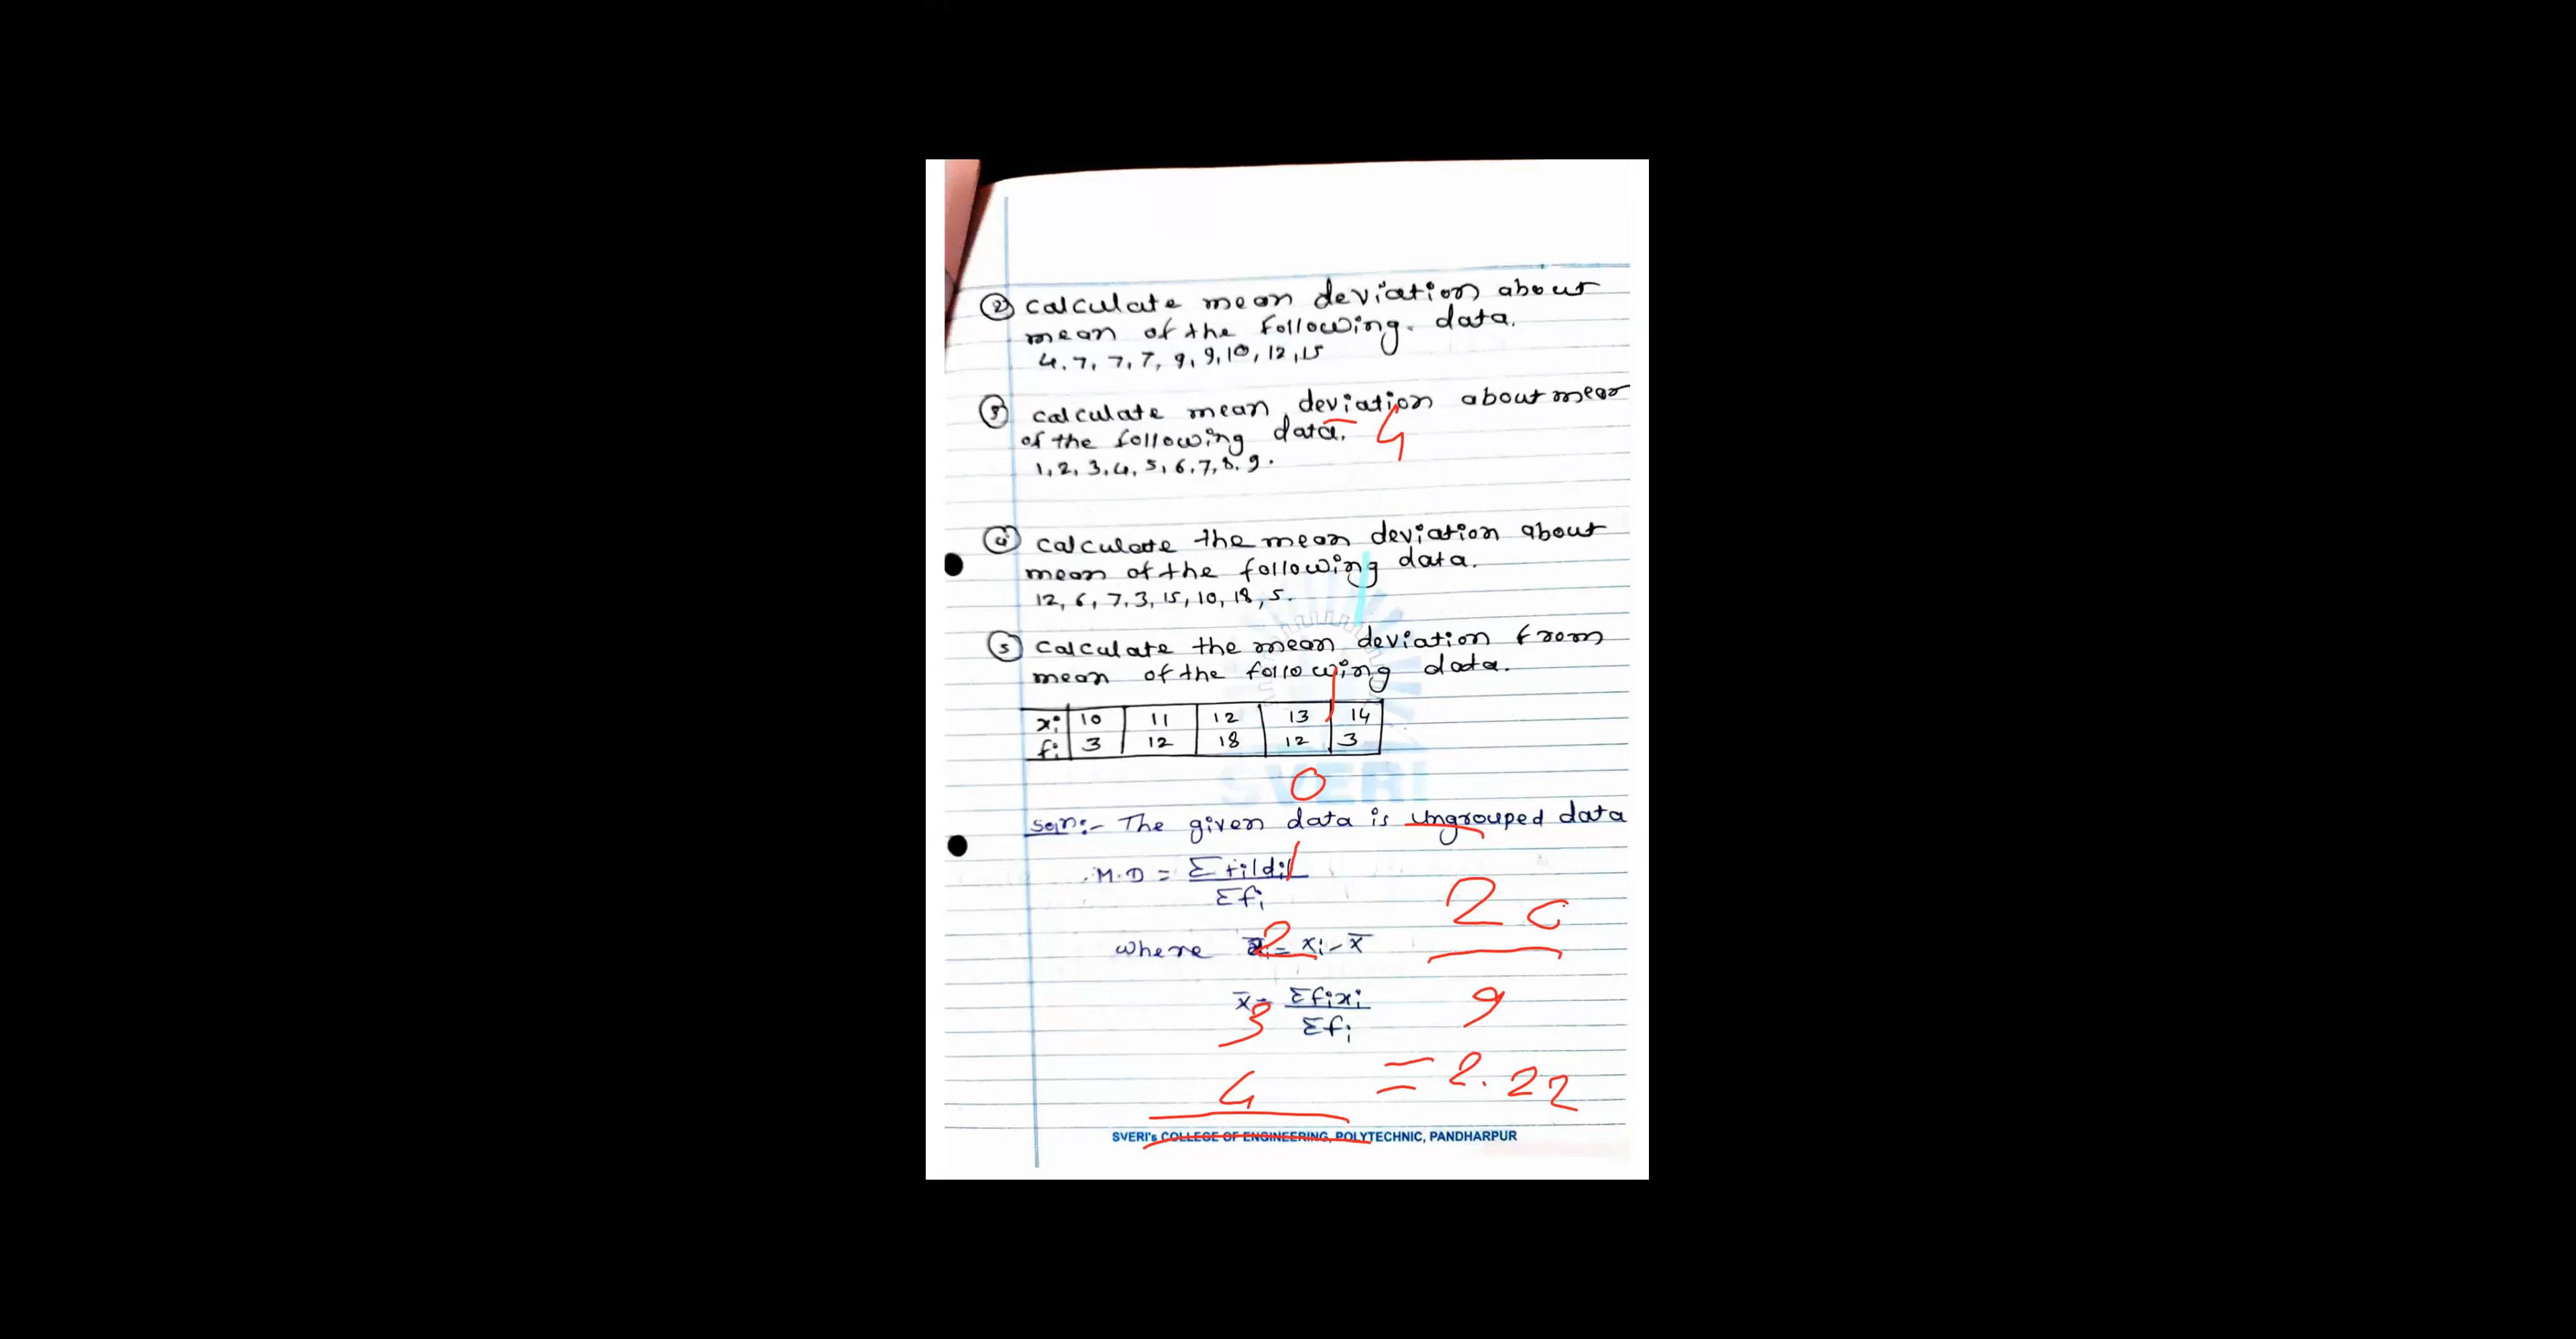 ② calculate mean deviation about
mean of the following. data.
4, 7, 7, 7, 9, 9, 10, 12, 15
③ calculate mean deviation about mean
of the following data.
4
1, 2, 3, 4, 5, 6, 7, 8, 9.
④ calculate the mean deviation about
mean of the following data.
12, 6, 7, 3, 15, 10, 18, 5.
⑤ calculate the mean deviation from
mean of the following data.
xi 10 11 12 13 14
fi 3 12 18 12 3
SVERI
0
Soln:- The given data is ungrouped data
M.D = Σfi|di|
Σfi
2
where = xi - x̄
9
x̄ = Σfixi
Σfi
3
= 2.22
4
SVERI's COLLEGE OF ENGINEERING, POLYTECHNIC, PANDHARPUR